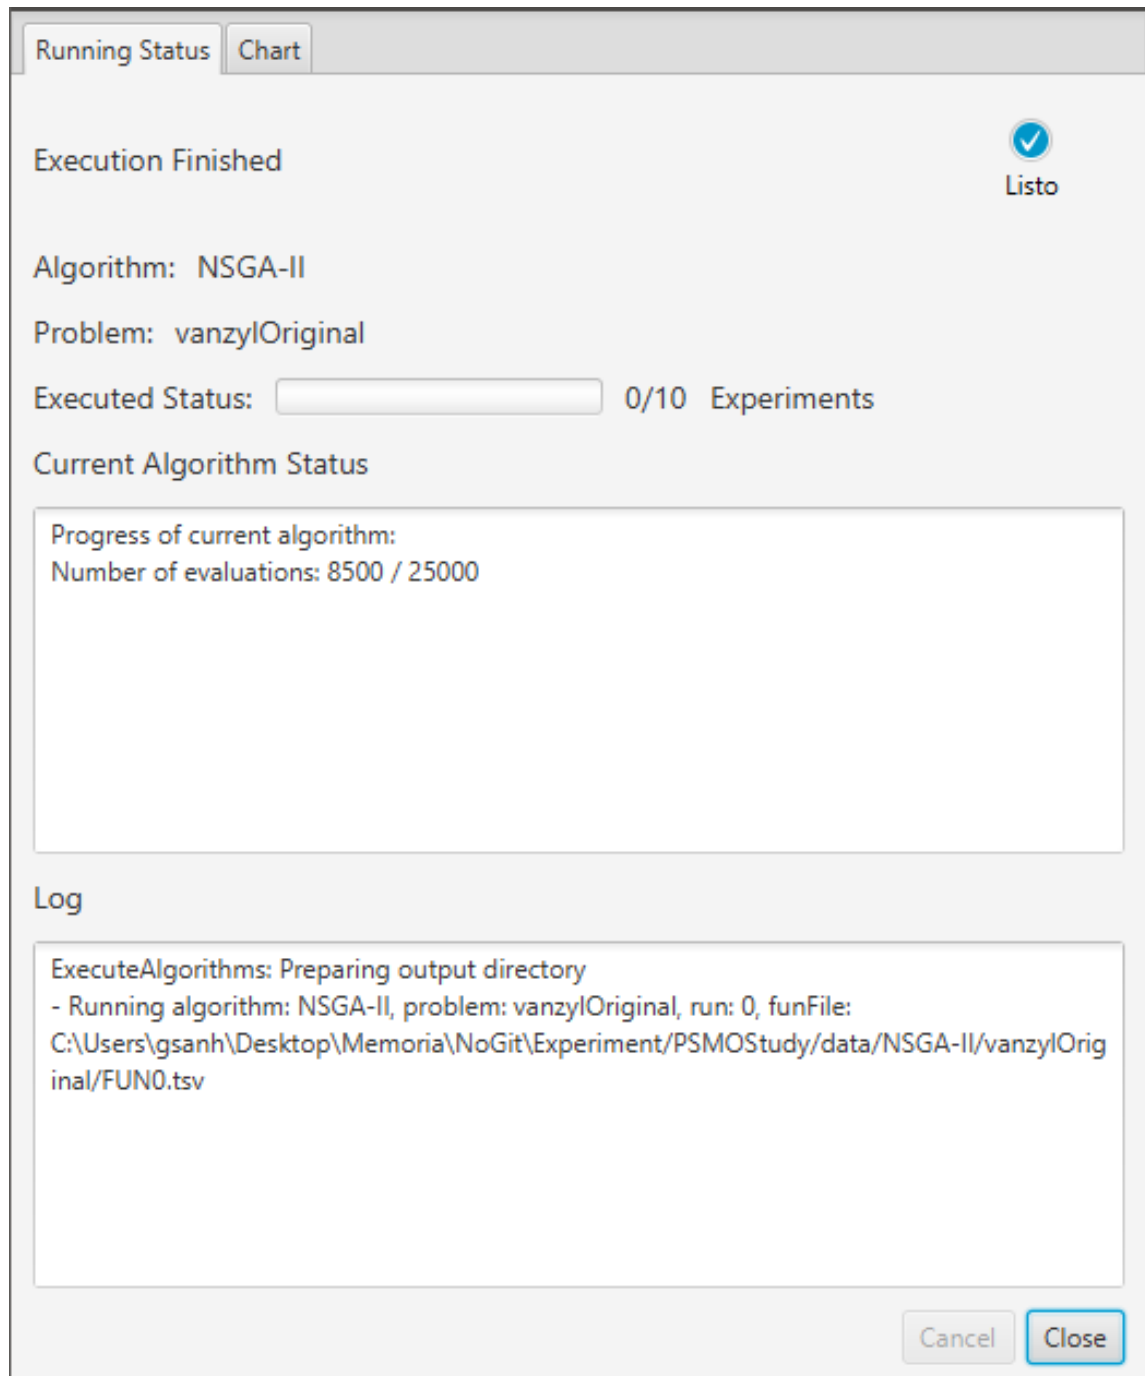 Running Status Chart
Execution Finished
Listo
Algorithm: NSGA-II
Problem: vanzylOriginal
Executed Status: 0/10 Experiments
Current Algorithm Status
Progress of current algorithm:
Number of evaluations: 8500 / 25000
Log
ExecuteAlgorithms: Preparing output directory
- Running algorithm: NSGA-II, problem: vanzylOriginal, run: 0, funFile:
C:\Users\gsanh\Desktop\Memoria\NoGit\Experiment/PSMOStudy/data/NSGA-II/vanzylOrig
inal/FUN0.tsv
Cancel Close